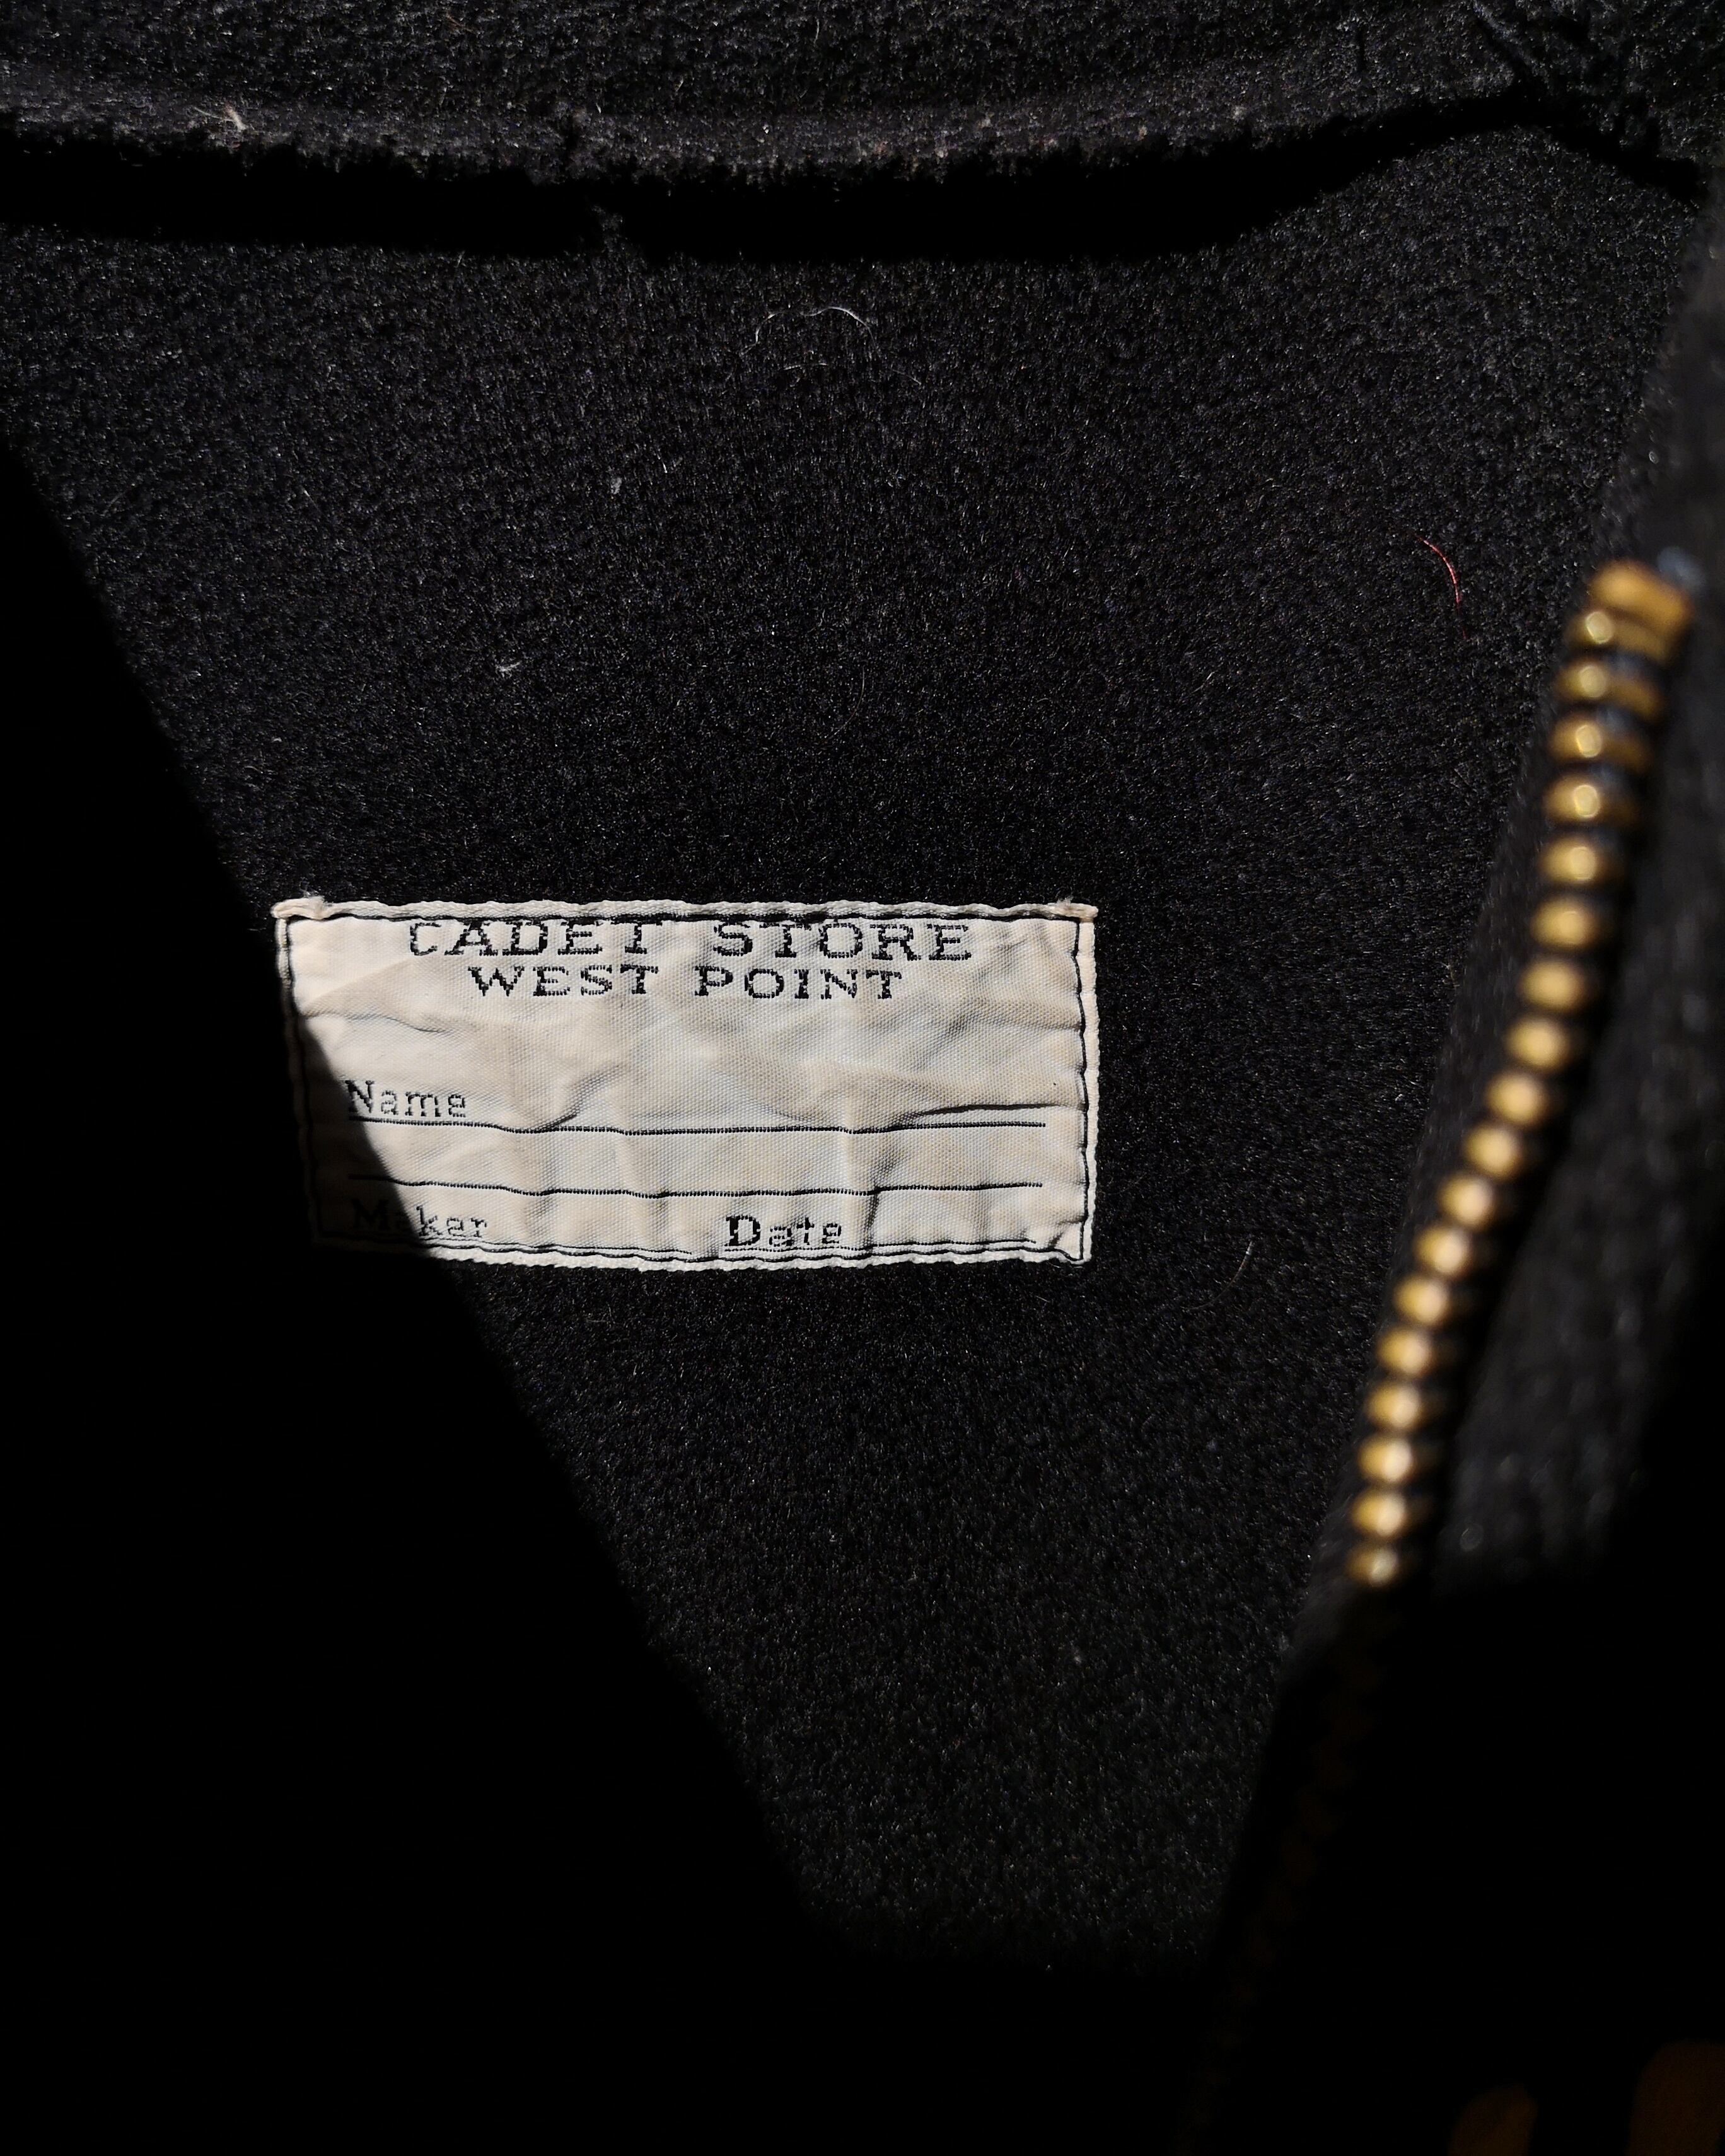 CADET STORE
WEST POINT
Name
Maker Date